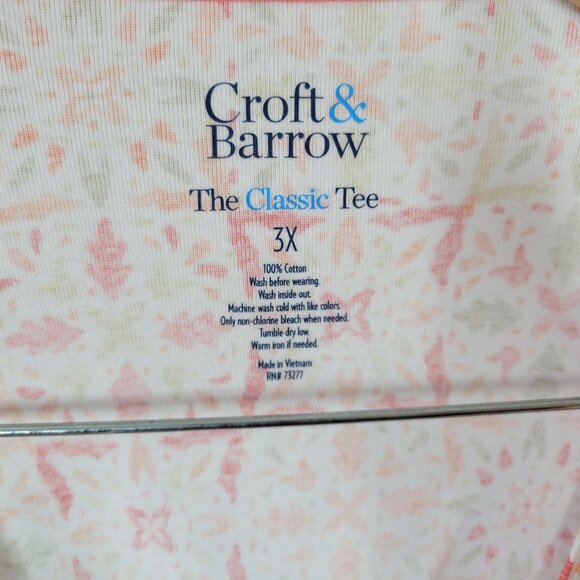 Croft &
Barrow
The Classic Tee
3X
100% Cotton
Wash before wearing.
Wash inside out.
Machine wash cold with like colors.
Only non-chlorine bleach when needed.
Tumble dry low.
Warm iron if needed.
Made in Vietnam
RN# 73277